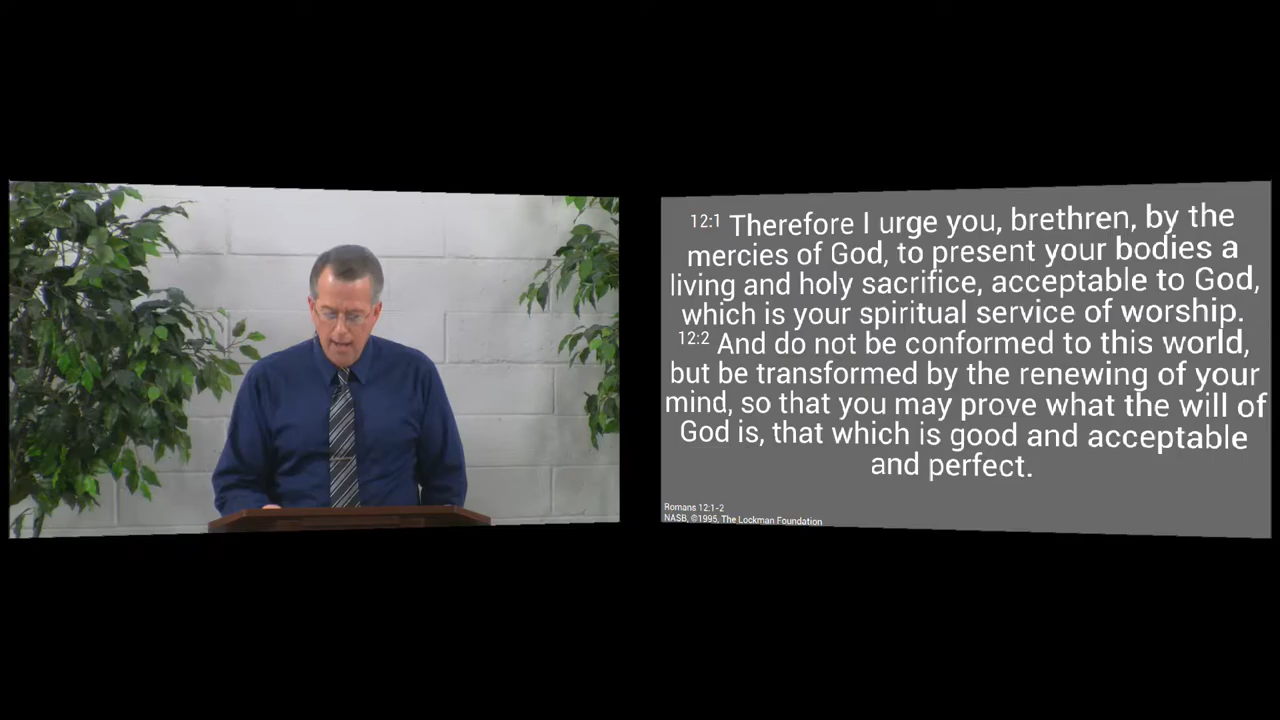 12:1 Therefore I urge you, brethren, by the
mercies of God, to present your bodies a
living and holy sacrifice, acceptable to God,
which is your spiritual service of worship.
12:2 And do not be conformed to this world,
but be transformed by the renewing of your
mind, so that you may prove what the will of
God is, that which is good and acceptable
and perfect.
Romans 12:1-2
NASB, ©1995, The Lockman Foundation